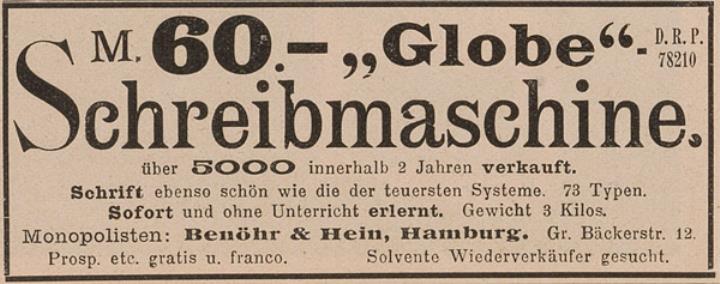 M. 60.– „Globe“- D. R. P. 78210
Schreibmaschine.
über 5000 innerhalb 2 Jahren verkauft.
Schrift ebenso schön wie die der teuersten Systeme. 73 Typen.
Sofort und ohne Unterricht erlernt. Gewicht 3 Kilos.
Monopolisten: Benöhr & Hein, Hamburg. Gr. Bäckerstr. 12.
Prosp. etc. gratis u. franco. Solvente Wiederverkäufer gesucht.